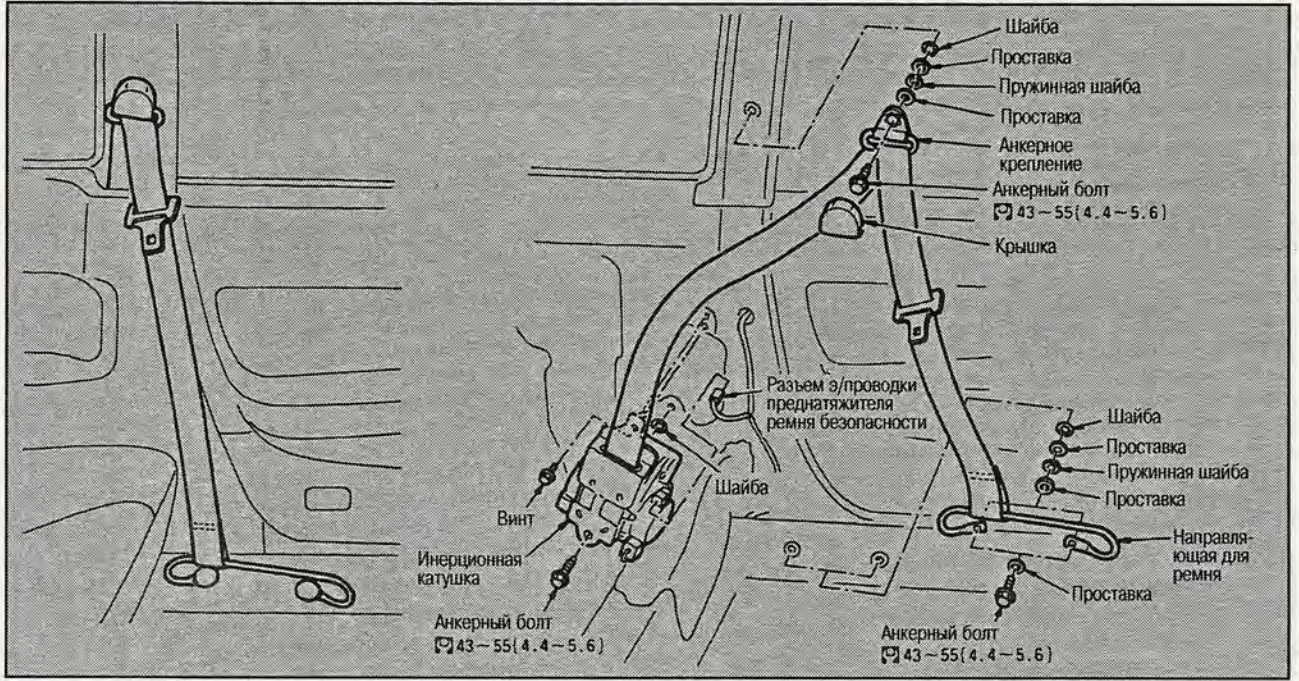 Шайба
Проставка
Пружинная шайба
Проставка
Анкерное
крепление
Анкерный болт
43~55{4.4~5.6}
Крышка
Разъем э/проводки
преднатяжителя
ремня безопасности
Шайба
Винт
Инерционная
катушка
Анкерный болт
43~55{4.4~5.6}
Шайба
Проставка
Пружинная шайба
Проставка
Направля-
ющая для
ремня
Проставка
Анкерный болт
43~55{4.4~5.6}